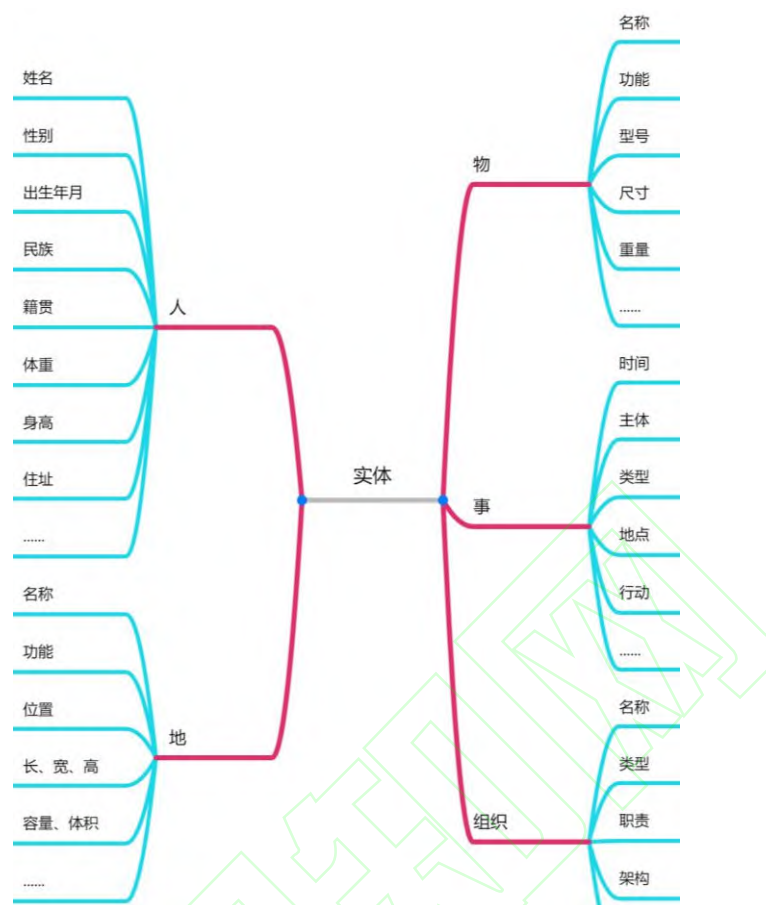 实体
人
姓名
性别
出生年月
民族
籍贯
体重
身高
住址
......
地
名称
功能
位置
长、宽、高
容量、体积
......
物
名称
功能
型号
尺寸
重量
......
事
时间
主体
类型
地点
行动
......
组织
名称
类型
职责
架构